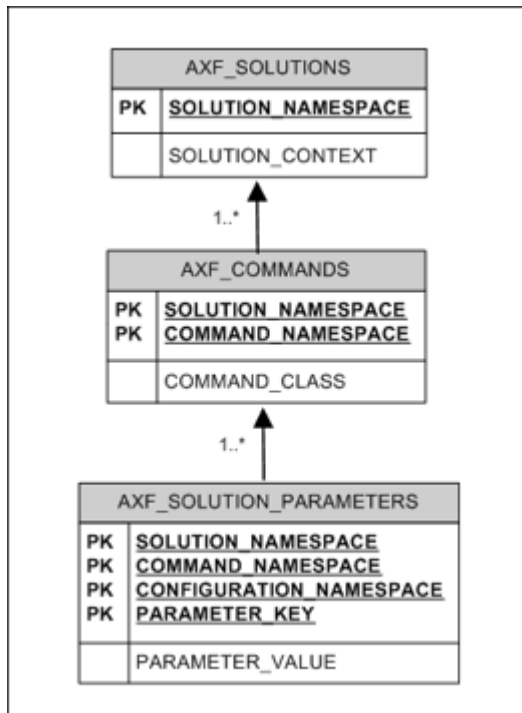 AXF_SOLUTIONS
PK SOLUTION_NAMESPACE
SOLUTION_CONTEXT
1..*
AXF_COMMANDS
PK SOLUTION_NAMESPACE
PK COMMAND_NAMESPACE
COMMAND_CLASS
1..*
AXF_SOLUTION_PARAMETERS
PK SOLUTION_NAMESPACE
PK COMMAND_NAMESPACE
PK CONFIGURATION_NAMESPACE
PK PARAMETER_KEY
PARAMETER_VALUE